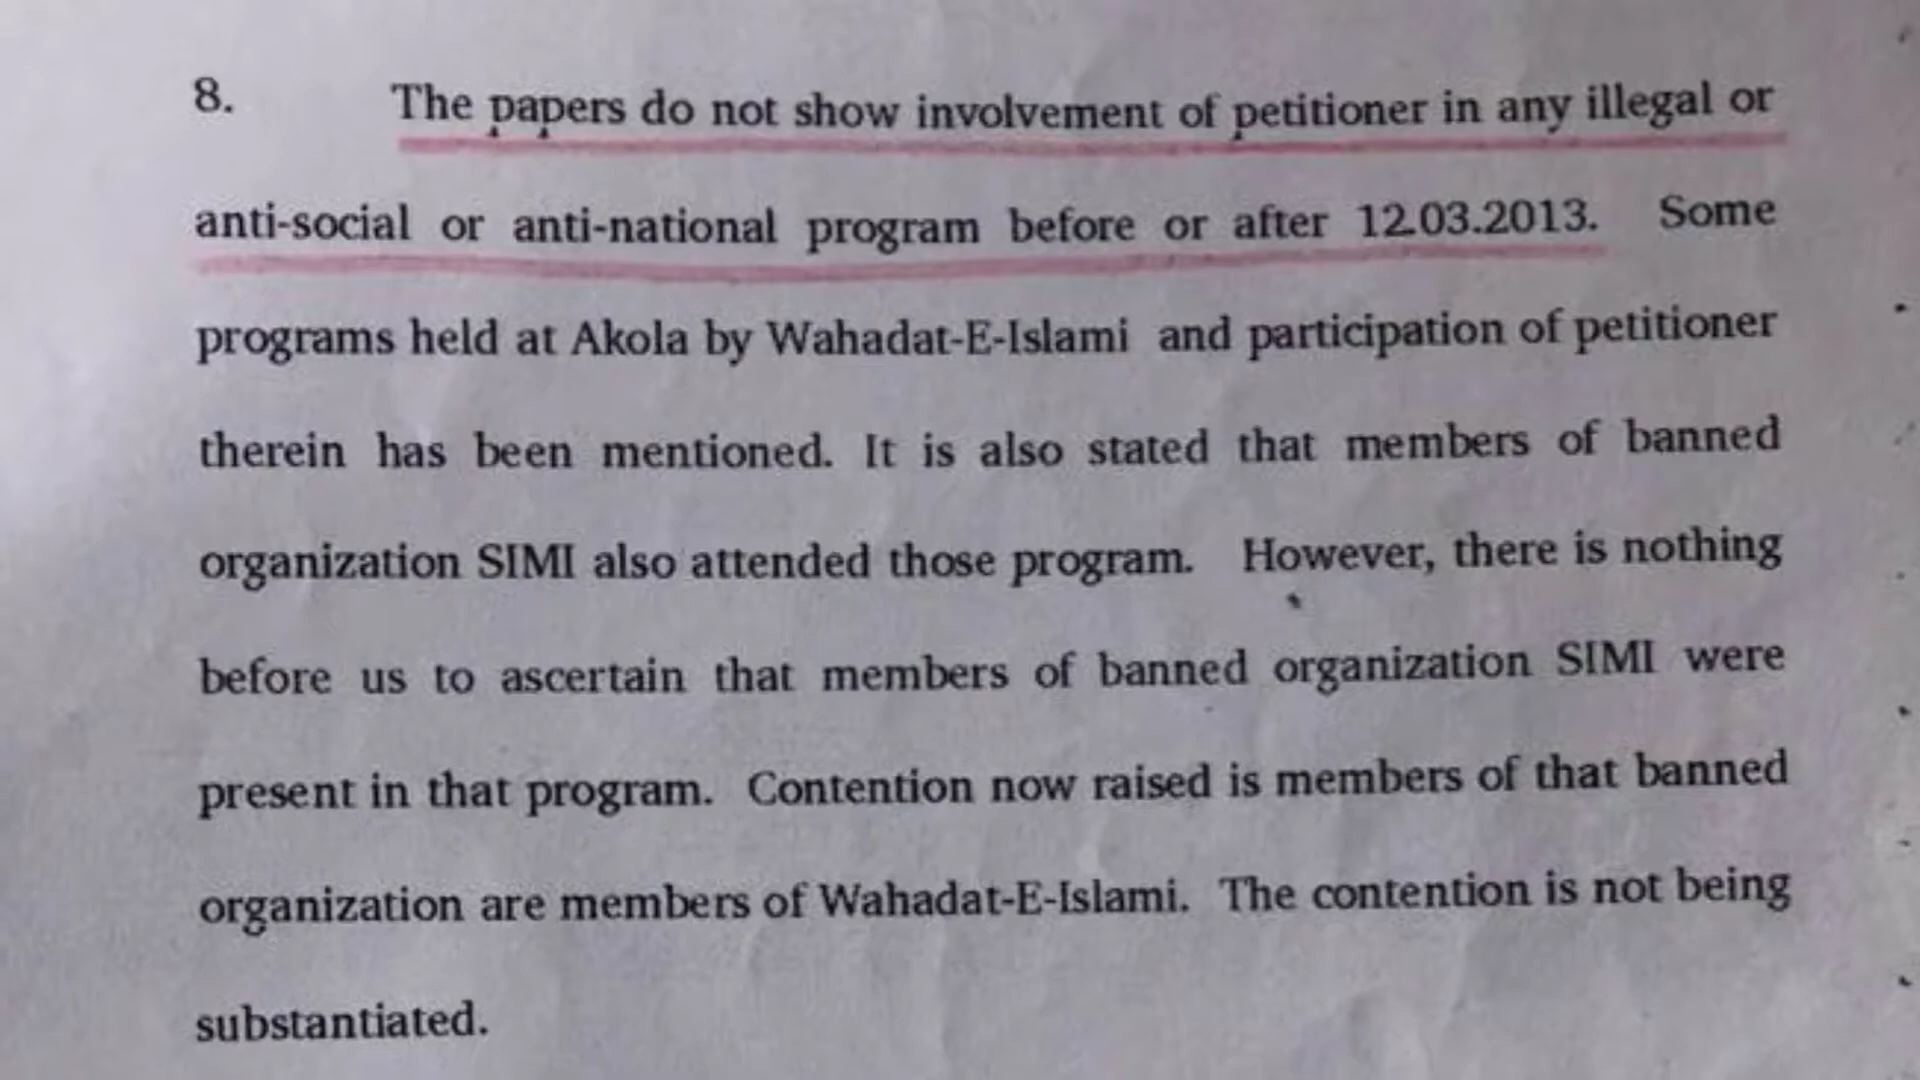 8. The papers do not show involvement of petitioner in any illegal or
anti-social or anti-national program before or after 12.03.2013. Some
programs held at Akola by Wahadat-E-Islami and participation of petitioner
therein has been mentioned. It is also stated that members of banned
organization SIMI also attended those program. However, there is nothing
before us to ascertain that members of banned organization SIMI were
present in that program. Contention now raised is members of that banned
organization are members of Wahadat-E-Islami. The contention is not being
substantiated.